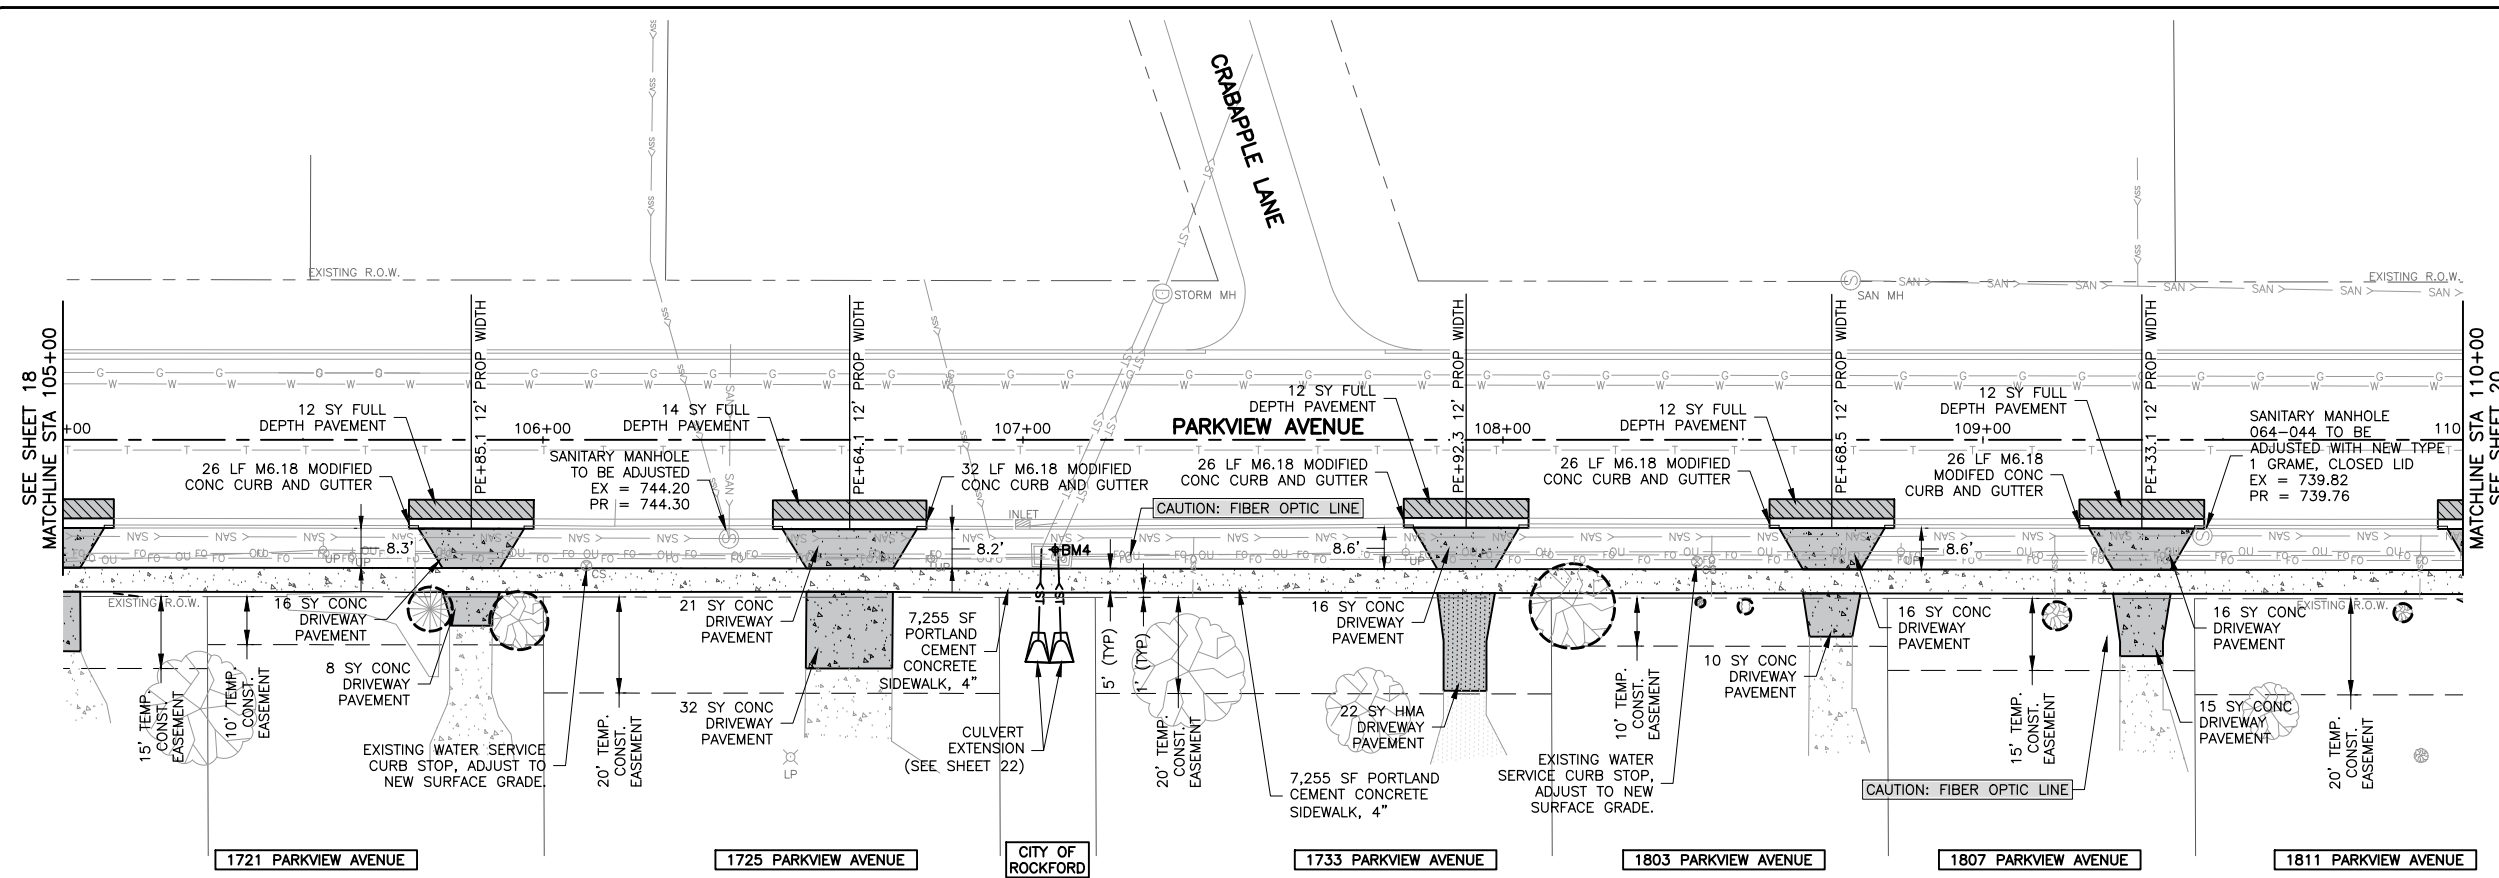 CRABAPPLE LANE
EXISTING R.O.W.
STORM MH
SAN MH
EXISTING R.O.W.
SEE SHEET 18
MATCHLINE STA 105+00
PE+85.1 12' PROP WIDTH
PE+64.1 12' PROP WIDTH
PE+92.3 12' PROP WIDTH
PE+68.5 12' PROP WIDTH
PE+33.1 12' PROP WIDTH
MATCHLINE STA 110+00
SEE SHEET 20
12 SY FULL
DEPTH PAVEMENT
14 SY FULL
DEPTH PAVEMENT
12 SY FULL
DEPTH PAVEMENT
12 SY FULL
DEPTH PAVEMENT
12 SY FULL
DEPTH PAVEMENT
+00
106+00
107+00
PARKVIEW AVENUE
108+00
109+00
110
26 LF M6.18 MODIFIED
CONC CURB AND GUTTER
SANITARY MANHOLE
TO BE ADJUSTED
EX = 744.20
PR = 744.30
32 LF M6.18 MODIFIED
CONC CURB AND GUTTER
26 LF M6.18 MODIFIED
CONC CURB AND GUTTER
26 LF M6.18 MODIFIED
CONC CURB AND GUTTER
26 LF M6.18
MODIFED CONC
CURB AND GUTTER
SANITARY MANHOLE
064-044 TO BE
ADJUSTED WITH NEW TYPE
1 GRAME, CLOSED LID
EX = 739.82
PR = 739.76
CAUTION: FIBER OPTIC LINE
INLET
BM4
8.3'
8.2'
8.6'
8.6'
CS
EXISTING R.O.W.
16 SY CONC
DRIVEWAY
PAVEMENT
21 SY CONC
DRIVEWAY
PAVEMENT
7,255 SF
PORTLAND
CEMENT
CONCRETE
SIDEWALK, 4"
5' (TYP)
1' (TYP)
16 SY CONC
DRIVEWAY
PAVEMENT
16 SY CONC
DRIVEWAY
PAVEMENT
16 SY CONC
DRIVEWAY
PAVEMENT
EXISTING R.O.W.
15' TEMP.
CONST.
EASEMENT
10' TEMP.
CONST.
EASEMENT
8 SY CONC
DRIVEWAY
PAVEMENT
EXISTING WATER SERVICE
CURB STOP, ADJUST TO
NEW SURFACE GRADE.
20' TEMP.
CONST.
EASEMENT
32 SY CONC
DRIVEWAY
PAVEMENT
LP
CULVERT
EXTENSION
(SEE SHEET 22)
20' TEMP.
CONST.
EASEMENT
22 SY HMA
DRIVEWAY
PAVEMENT
7,255 SF PORTLAND
CEMENT CONCRETE
SIDEWALK, 4"
EXISTING WATER
SERVICE CURB STOP,
ADJUST TO NEW
SURFACE GRADE.
10' TEMP.
CONST.
EASEMENT
10 SY CONC
DRIVEWAY
PAVEMENT
CAUTION: FIBER OPTIC LINE
15' TEMP.
CONST.
EASEMENT
15 SY CONC
DRIVEWAY
PAVEMENT
20' TEMP.
CONST.
EASEMENT
1721 PARKVIEW AVENUE
1725 PARKVIEW AVENUE
CITY OF
ROCKFORD
1733 PARKVIEW AVENUE
1803 PARKVIEW AVENUE
1807 PARKVIEW AVENUE
1811 PARKVIEW AVENUE